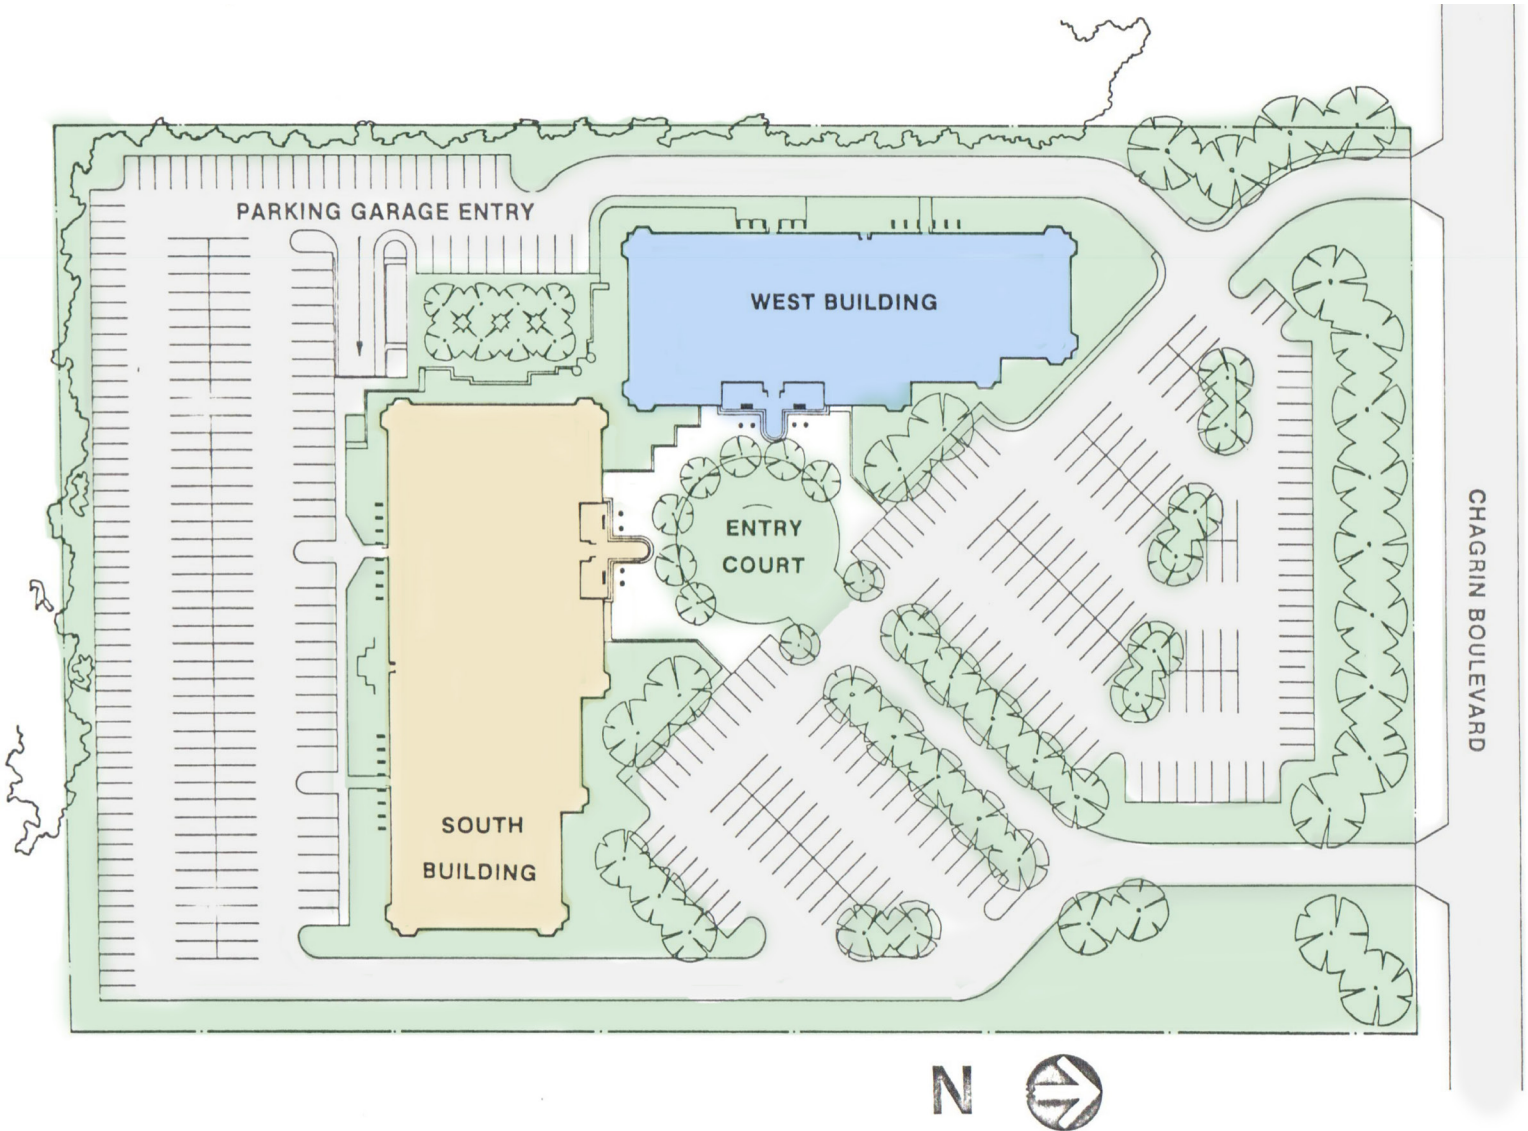 PARKING GARAGE ENTRY
WEST BUILDING
ENTRY
COURT
CHAGRIN BOULEVARD
SOUTH
BUILDING
N